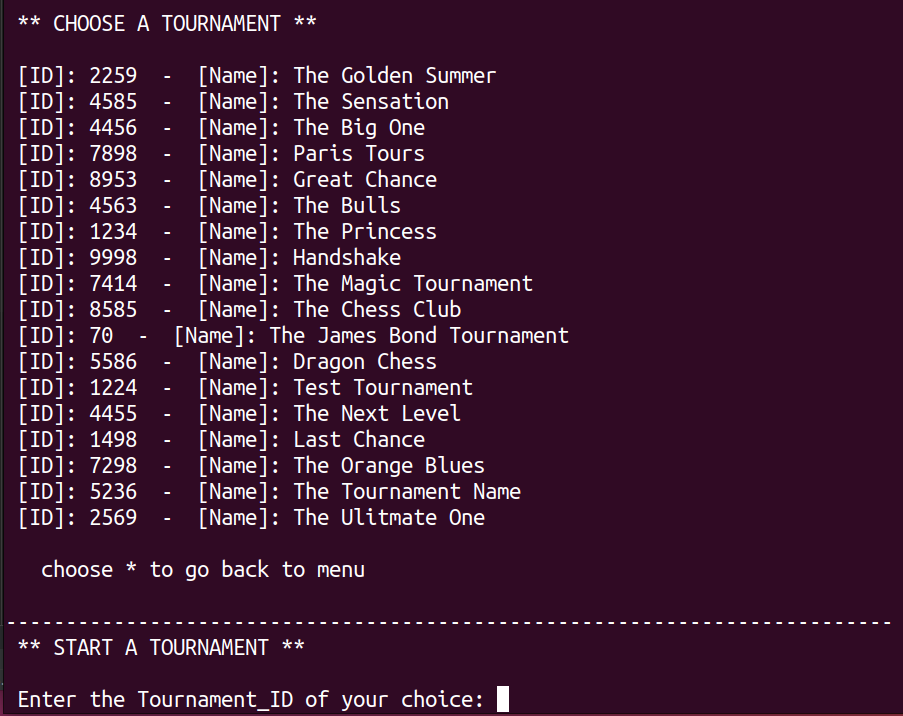 ** CHOOSE A TOURNAMENT **
[ID]: 2259  -  [Name]: The Golden Summer
[ID]: 4585  -  [Name]: The Sensation
[ID]: 4456  -  [Name]: The Big One
[ID]: 7898  -  [Name]: Paris Tours
[ID]: 8953  -  [Name]: Great Chance
[ID]: 4563  -  [Name]: The Bulls
[ID]: 1234  -  [Name]: The Princess
[ID]: 9998  -  [Name]: Handshake
[ID]: 7414  -  [Name]: The Magic Tournament
[ID]: 8585  -  [Name]: The Chess Club
[ID]: 70  -  [Name]: The James Bond Tournament
[ID]: 5586  -  [Name]: Dragon Chess
[ID]: 1224  -  [Name]: Test Tournament
[ID]: 4455  -  [Name]: The Next Level
[ID]: 1498  -  [Name]: Last Chance
[ID]: 7298  -  [Name]: The Orange Blues
[ID]: 5236  -  [Name]: The Tournament Name
[ID]: 2569  -  [Name]: The Ulitmate One
choose * to go back to menu
--------------------------------------------------------------------------
** START A TOURNAMENT **
Enter the Tournament_ID of your choice: